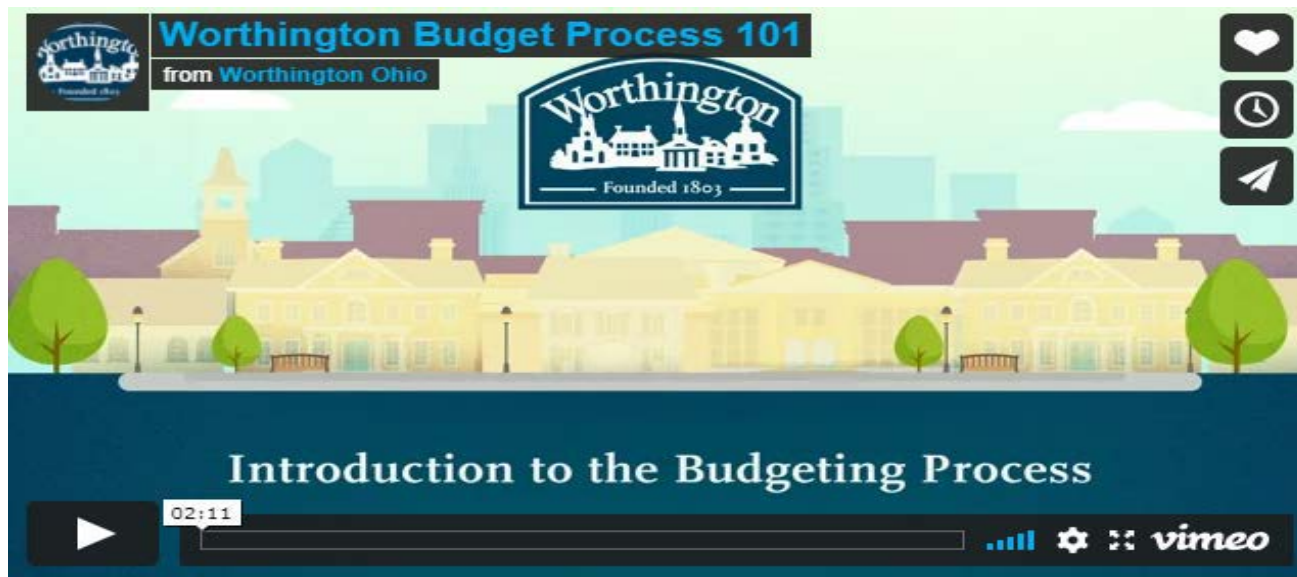 Worthington Budget Process 101
from Worthington Ohio
Worthington
Founded 1803
Introduction to the Budgeting Process
02:11
vimeo